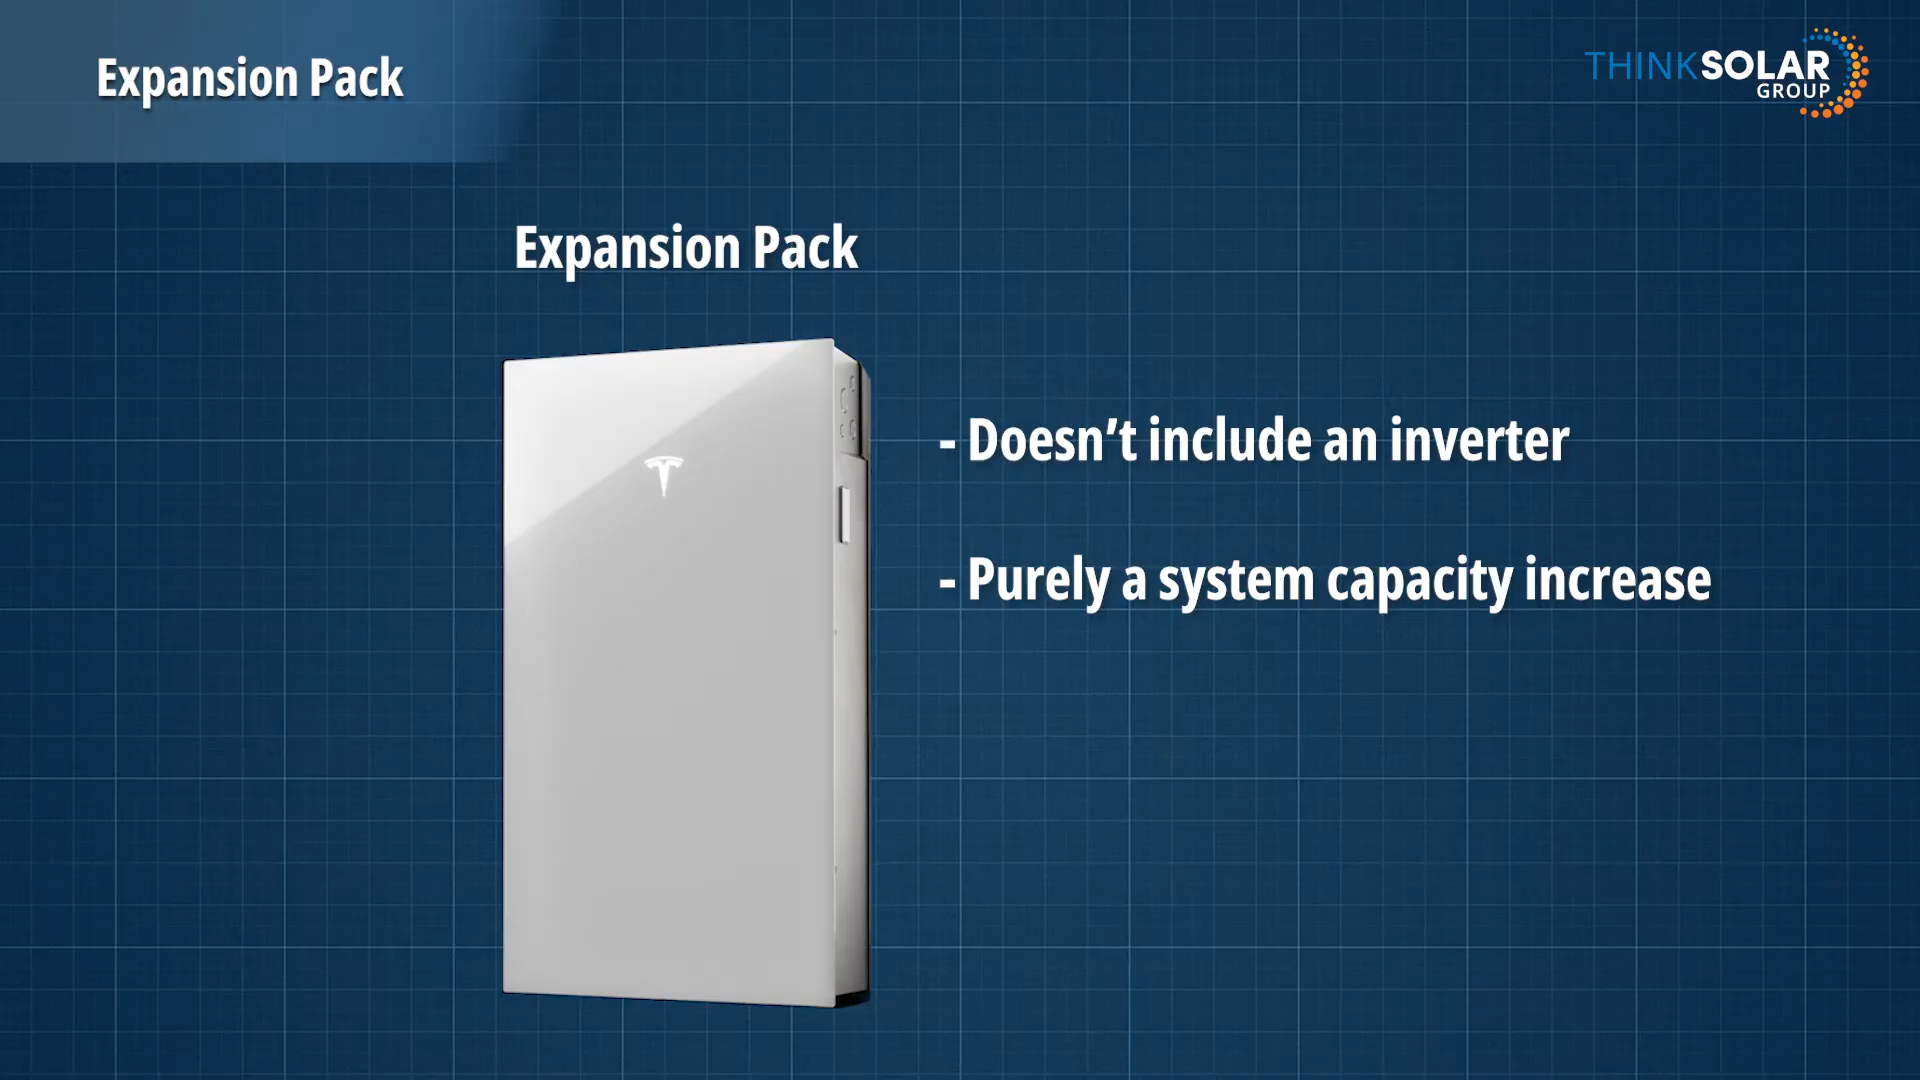 Expansion Pack
THINKSOLAR
GROUP
Expansion Pack
- Doesn’t include an inverter
- Purely a system capacity increase